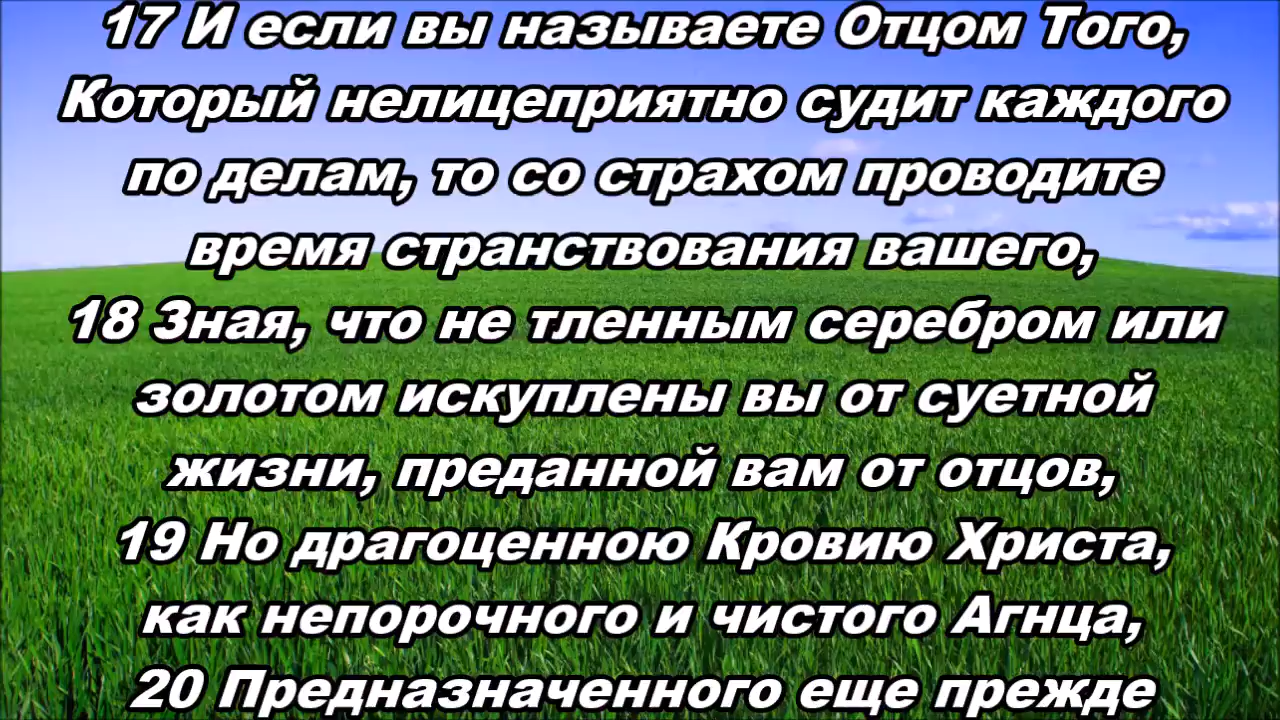 17 И если вы называете Отцом Того,
Который нелицеприятно судит каждого
по делам, то со страхом проводите
время странствования вашего,
18 Зная, что не тленным серебром или
золотом искуплены вы от суетной
жизни, преданной вам от отцов,
19 Но драгоценною Кровию Христа,
как непорочного и чистого Агнца,
20 Предназначенного еще прежде